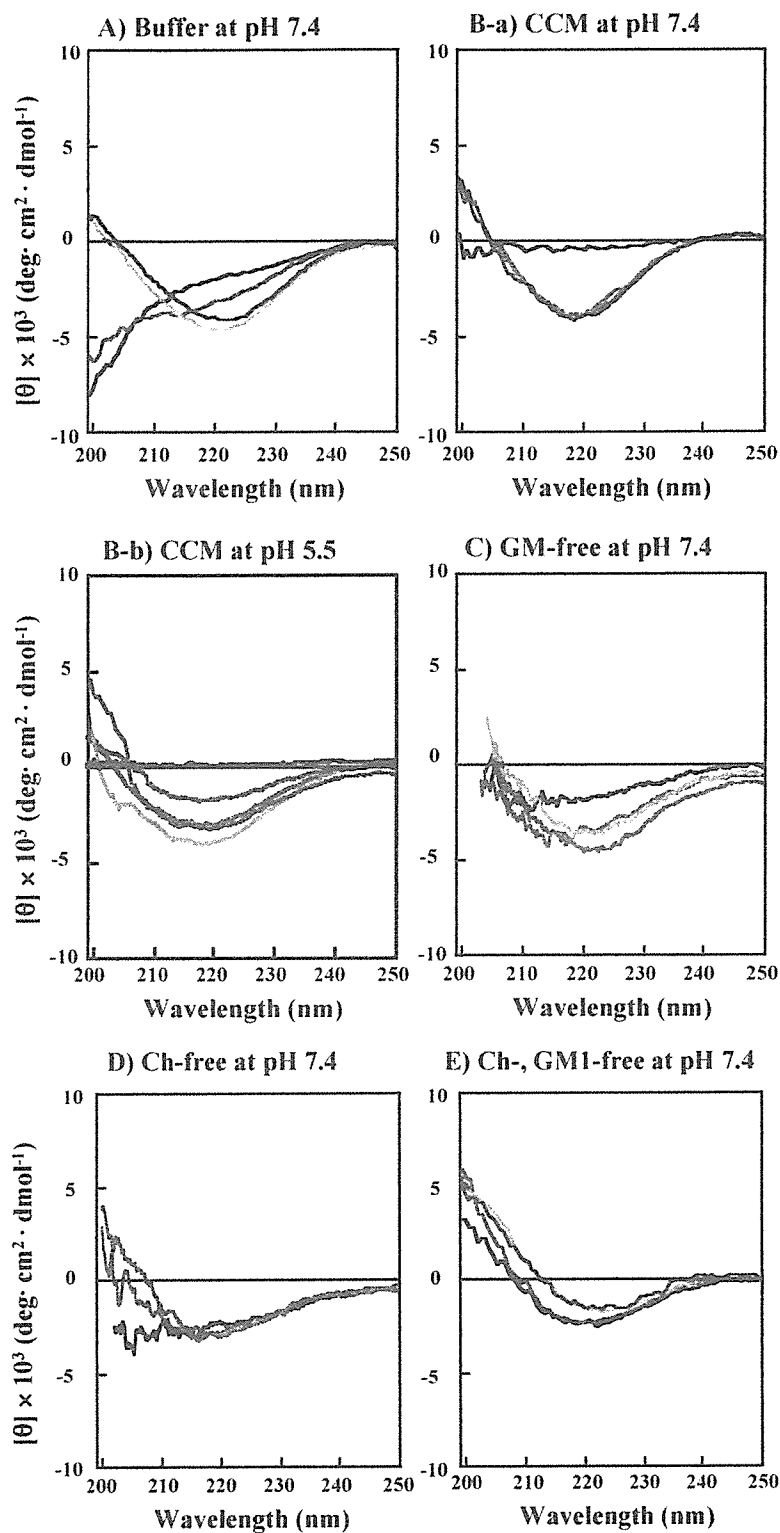 A) Buffer at pH 7.4
B-a) CCM at pH 7.4
[θ] × 10³ (deg· cm² · dmol⁻¹)
10
5
0
-5
-10
200 210 220 230 240 250
Wavelength (nm)
10
5
0
-5
-10
200 210 220 230 240 250
Wavelength (nm)
B-b) CCM at pH 5.5
C) GM-free at pH 7.4
[θ] × 10³ (deg· cm² · dmol⁻¹)
10
5
0
-5
-10
200 210 220 230 240 250
Wavelength (nm)
10
5
0
-5
-10
200 210 220 230 240 250
Wavelength (nm)
D) Ch-free at pH 7.4
E) Ch-, GM1-free at pH 7.4
[θ] × 10³ (deg· cm² · dmol⁻¹)
10
5
0
-5
-10
200 210 220 230 240 250
Wavelength (nm)
10
5
0
-5
-10
200 210 220 230 240 250
Wavelength (nm)